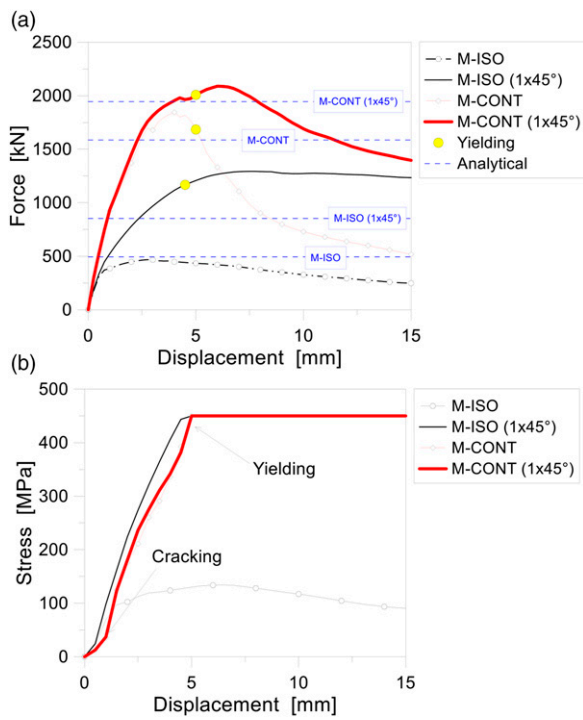 (a)
2500
2000
1500
1000
500
0
Force [kN]
M-CONT (1x45°)
M-CONT
M-ISO (1x45°)
M-ISO
0
5
10
15
Displacement [mm]
M-ISO
M-ISO (1x45°)
M-CONT
M-CONT (1x45°)
Yielding
Analytical
(b)
500
400
300
200
100
0
Stress [MPa]
Yielding
Cracking
0
5
10
15
Displacement [mm]
M-ISO
M-ISO (1x45°)
M-CONT
M-CONT (1x45°)